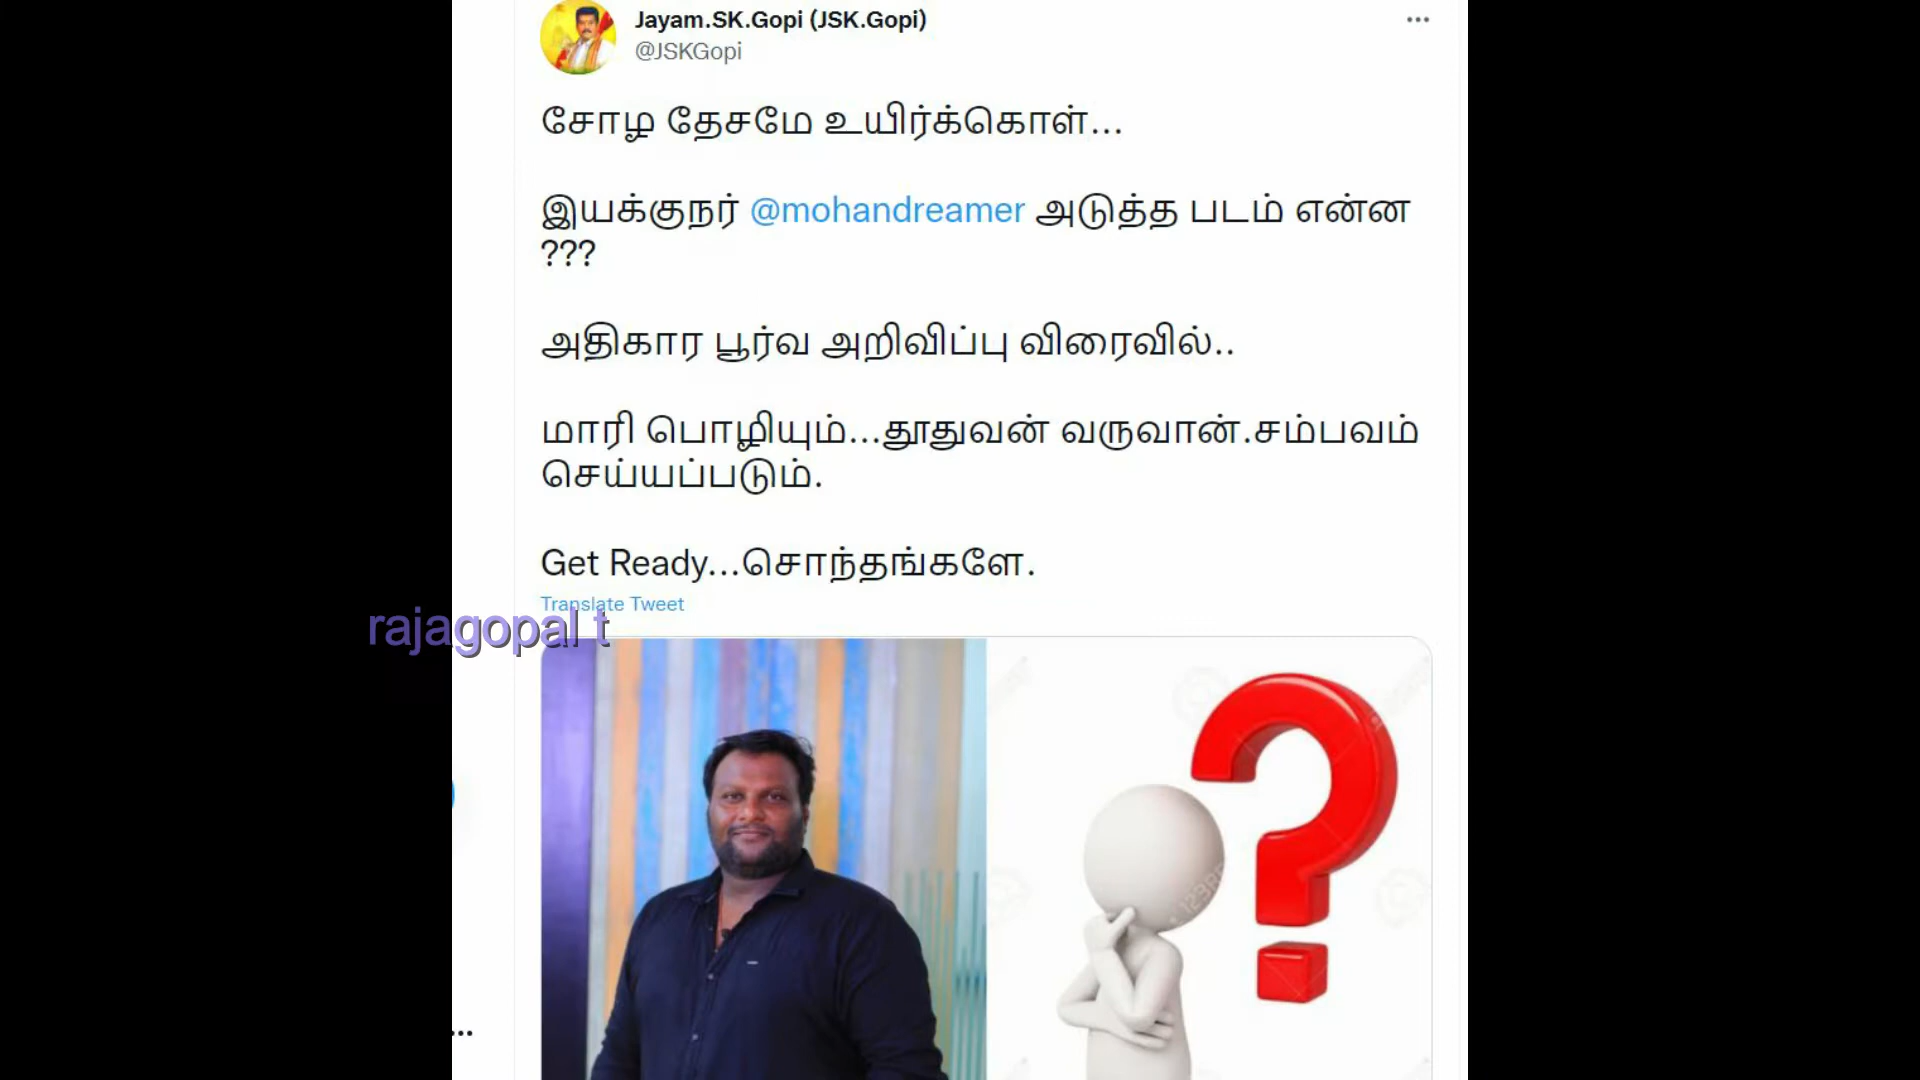 Jayam.SK.Gopi (JSK.Gopi)
@JSKGopi
சோழ தேசமே உயிர்க்கொள்...
இயக்குநர் @mohandreamer அடுத்த படம் என்ன
???
அதிகார பூர்வ அறிவிப்பு விரைவில்..
மாரி பொழியும்...தூதுவன் வருவான்.சம்பவம்
செய்யப்படும்.
Get Ready...சொந்தங்களே.
Translate Tweet
rajagopal t